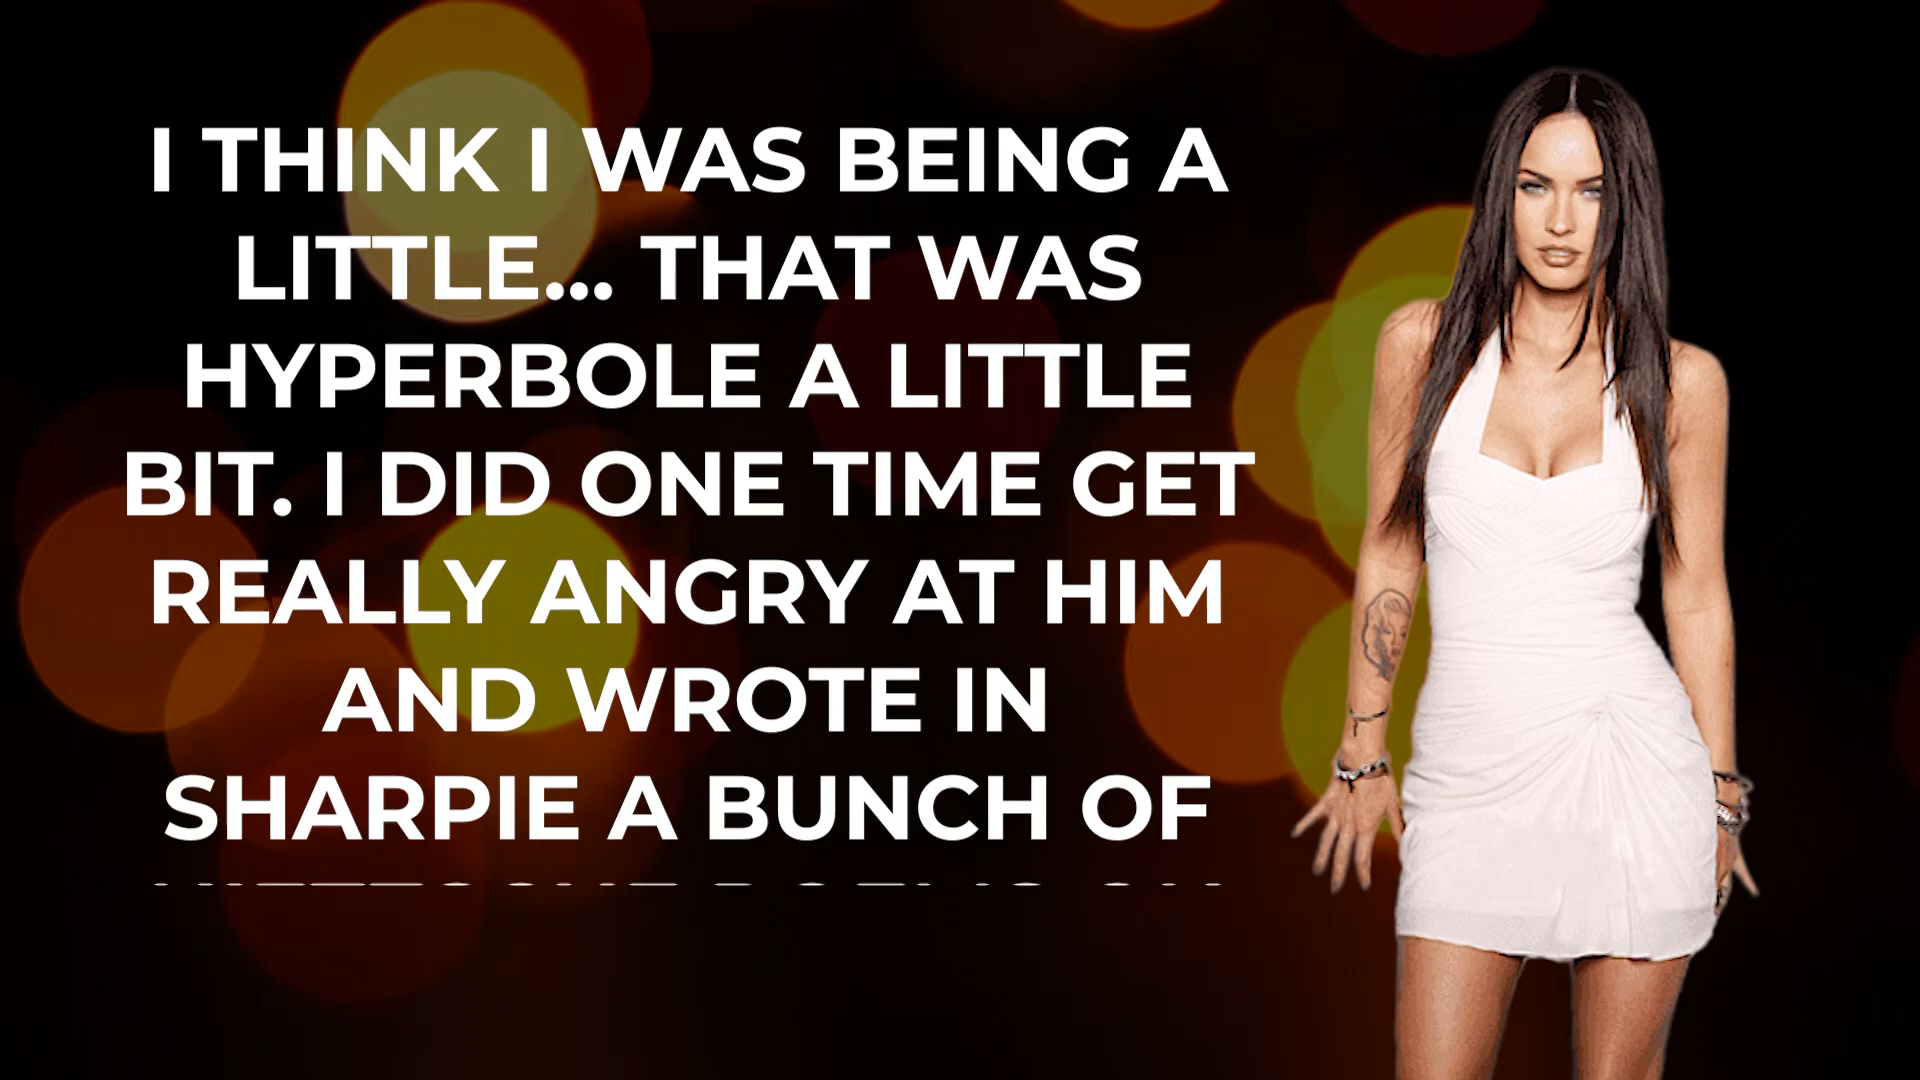 I THINK I WAS BEING A
LITTLE... THAT WAS
HYPERBOLE A LITTLE
BIT. I DID ONE TIME GET
REALLY ANGRY AT HIM
AND WROTE IN
SHARPIE A BUNCH OF